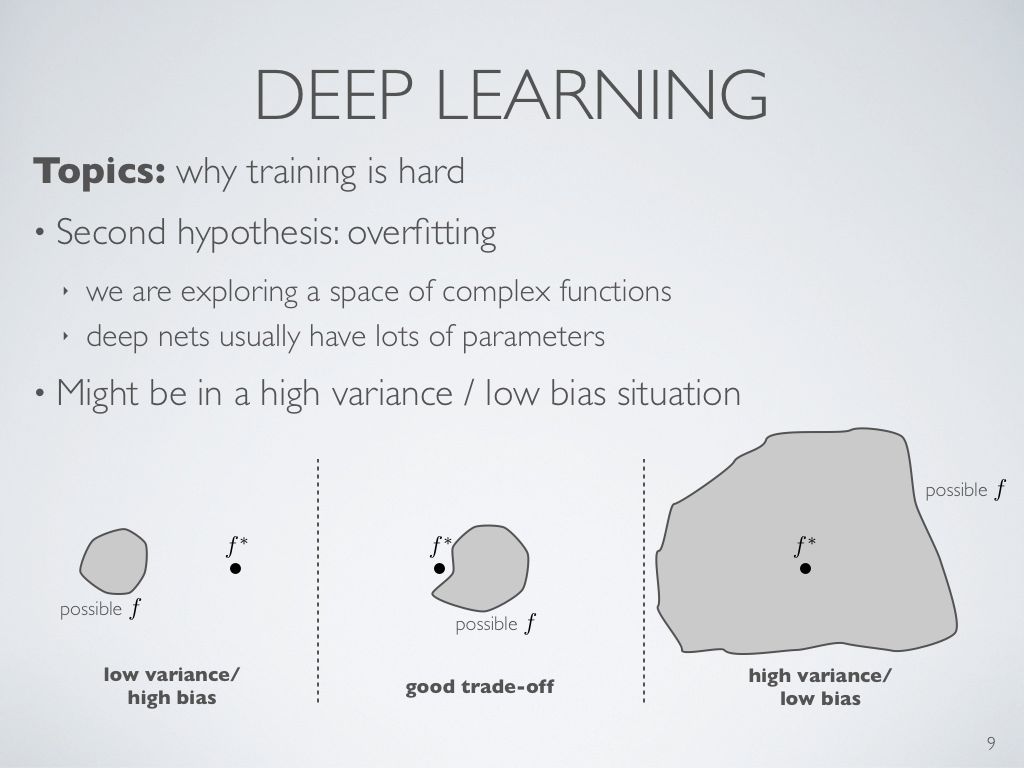 DEEP LEARNING
Topics: why training is hard
• Second hypothesis: overfitting
‣ we are exploring a space of complex functions
‣ deep nets usually have lots of parameters
• Might be in a high variance / low bias situation
f*
possible f
low variance/
high bias
f*
possible f
good trade-off
possible f
f*
high variance/
low bias
9